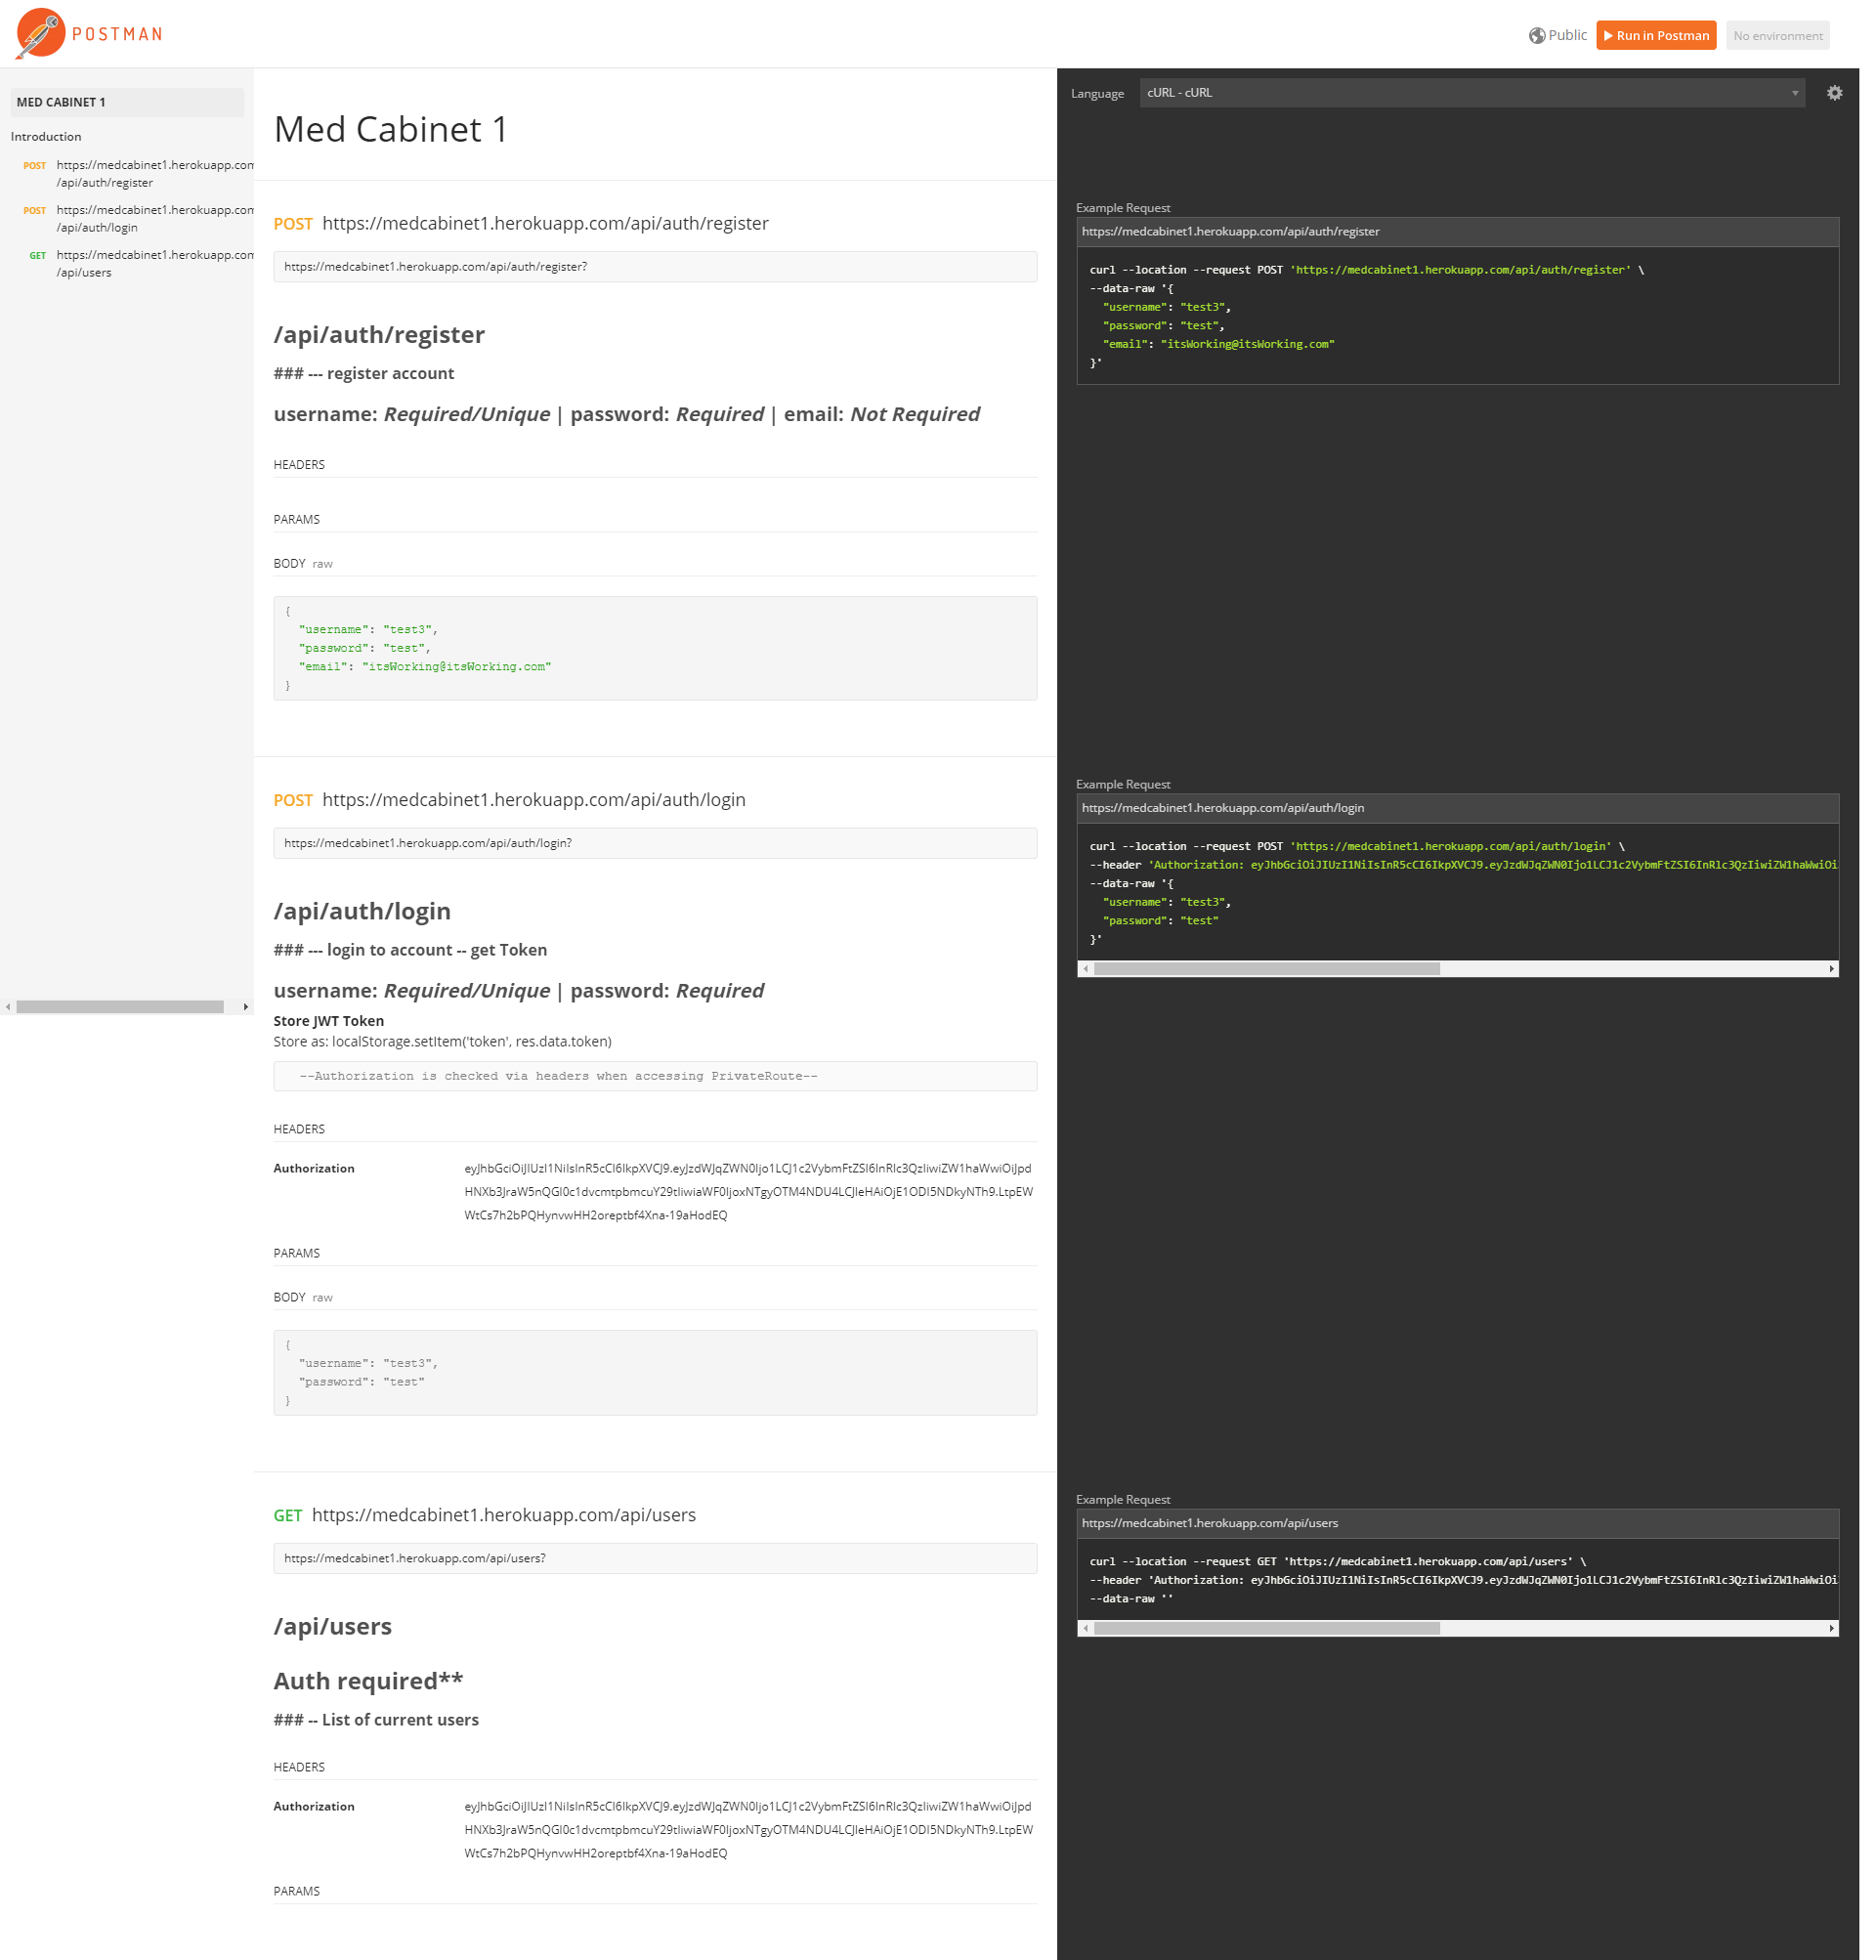 POSTMAN
Public
Run in Postman
No environment
MED CABINET 1
Introduction
POST https://medcabinet1.herokuapp.com
/api/auth/register
POST https://medcabinet1.herokuapp.com
/api/auth/login
GET https://medcabinet1.herokuapp.com
/api/users
Med Cabinet 1
Language cURL - cURL
POST https://medcabinet1.herokuapp.com/api/auth/register
https://medcabinet1.herokuapp.com/api/auth/register?
/api/auth/register
### --- register account
username: Required/Unique | password: Required | email: Not Required
HEADERS
PARAMS
BODY raw
{
"username": "test3",
"password": "test",
"email": "itsWorking@itsWorking.com"
}
Example Request
https://medcabinet1.herokuapp.com/api/auth/register
curl --location --request POST 'https://medcabinet1.herokuapp.com/api/auth/register' \
--data-raw '{
"username": "test3",
"password": "test",
"email": "itsWorking@itsWorking.com"
}'
POST https://medcabinet1.herokuapp.com/api/auth/login
https://medcabinet1.herokuapp.com/api/auth/login?
/api/auth/login
### --- login to account -- get Token
username: Required/Unique | password: Required
Store JWT Token
Store as: localStorage.setItem('token', res.data.token)
--Authorization is checked via headers when accessing PrivateRoute--
HEADERS
Authorization eyJhbGciOiJIUzI1NiIsInR5cCI6IkpXVCJ9.eyJzdWJqZWN0Ijo1LCJ1c2VybmFtZSI6InRlc3QzIiwiZW1haWwiOiJpd
HNXb3JraW5nQGl0c1dvcmtpbmcuY29tIiwiaWF0IjoxNTgyOTM4NDU4LCJleHAiOjE1ODI5NDkyNTh9.LtpEW
WtCs7h2bPQHynvwHH2oreptbf4Xna-19aHodEQ
PARAMS
BODY raw
{
"username": "test3",
"password": "test"
}
Example Request
https://medcabinet1.herokuapp.com/api/auth/login
curl --location --request POST 'https://medcabinet1.herokuapp.com/api/auth/login' \
--header 'Authorization: eyJhbGciOiJIUzI1NiIsInR5cCI6IkpXVCJ9.eyJzdWJqZWN0Ijo1LCJ1c2VybmFtZSI6InRlc3QzIiwiZW1haWwiOi
--data-raw '{
"username": "test3",
"password": "test"
}'
GET https://medcabinet1.herokuapp.com/api/users
https://medcabinet1.herokuapp.com/api/users?
/api/users
Auth required**
### -- List of current users
HEADERS
Authorization eyJhbGciOiJIUzI1NiIsInR5cCI6IkpXVCJ9.eyJzdWJqZWN0Ijo1LCJ1c2VybmFtZSI6InRlc3QzIiwiZW1haWwiOiJpd
HNXb3JraW5nQGl0c1dvcmtpbmcuY29tIiwiaWF0IjoxNTgyOTM4NDU4LCJleHAiOjE1ODI5NDkyNTh9.LtpEW
WtCs7h2bPQHynvwHH2oreptbf4Xna-19aHodEQ
PARAMS
Example Request
https://medcabinet1.herokuapp.com/api/users
curl --location --request GET 'https://medcabinet1.herokuapp.com/api/users' \
--header 'Authorization: eyJhbGciOiJIUzI1NiIsInR5cCI6IkpXVCJ9.eyJzdWJqZWN0Ijo1LCJ1c2VybmFtZSI6InRlc3QzIiwiZW1haWwiOi
--data-raw ''